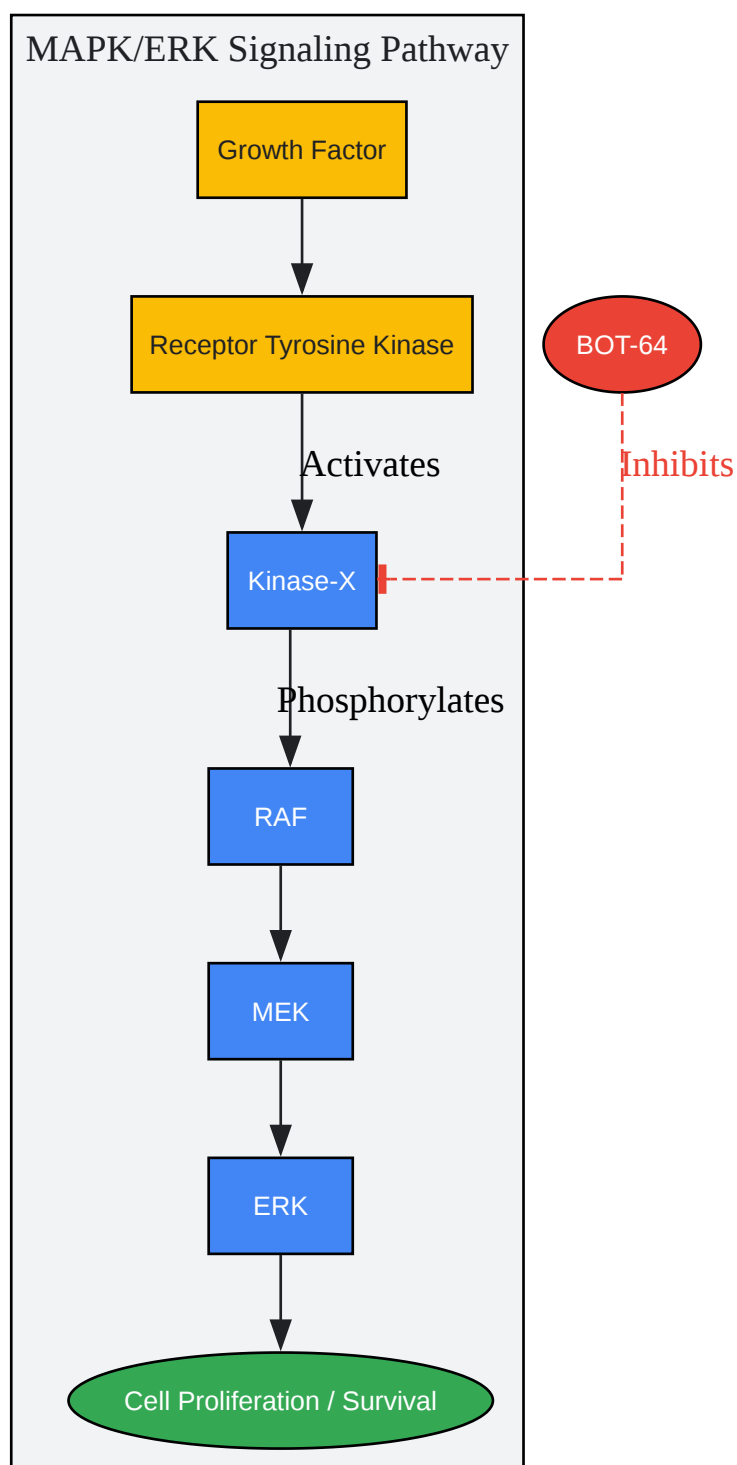 MAPK/ERK Signaling Pathway
Growth Factor
Receptor Tyrosine Kinase
BOT-64
Activates
Inhibits
Kinase-X
Phosphorylates
RAF
MEK
ERK
Cell Proliferation / Survival